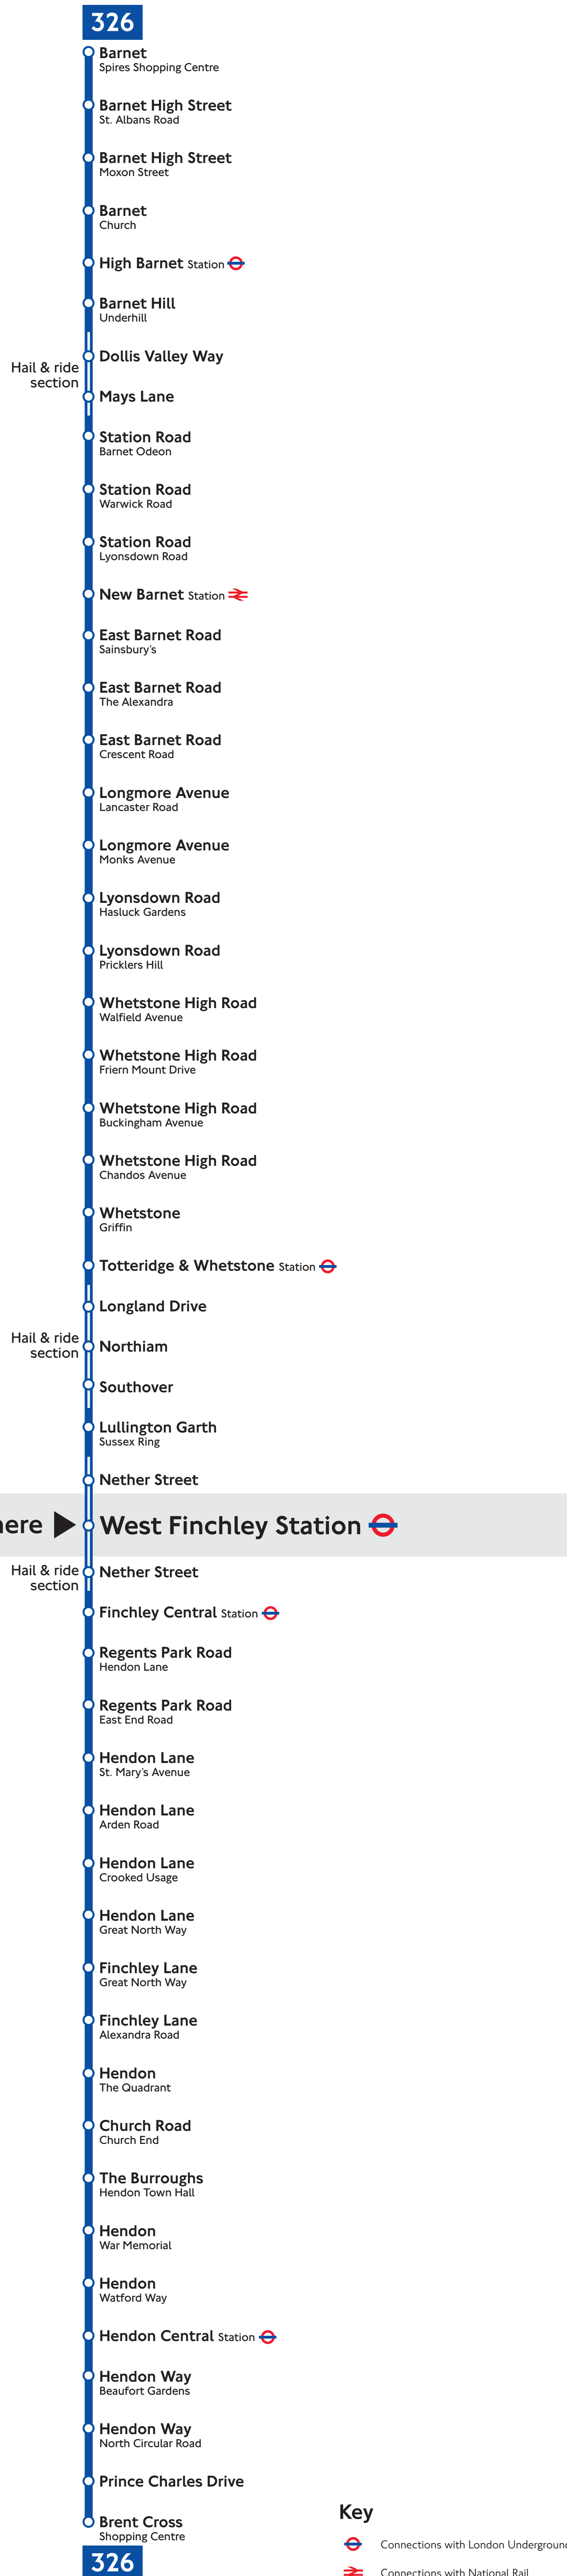 326
Barnet
Spires Shopping Centre
Barnet High Street
St. Albans Road
Barnet High Street
Moxon Street
Barnet
Church
High Barnet Station
Barnet Hill
Underhill
Dollis Valley Way
Hail & ride
section
Mays Lane
Station Road
Barnet Odeon
Station Road
Warwick Road
Station Road
Lyonsdown Road
New Barnet Station
East Barnet Road
Sainsbury's
East Barnet Road
The Alexandra
East Barnet Road
Crescent Road
Longmore Avenue
Lancaster Road
Longmore Avenue
Monks Avenue
Lyonsdown Road
Hasluck Gardens
Lyonsdown Road
Pricklers Hill
Whetstone High Road
Walfield Avenue
Whetstone High Road
Friern Mount Drive
Whetstone High Road
Buckingham Avenue
Whetstone High Road
Chandos Avenue
Whetstone
Griffin
Totteridge & Whetstone Station
Longland Drive
Hail & ride
section
Northiam
Southover
Lullington Garth
Sussex Ring
Nether Street
West Finchley Station
Hail & ride
section
Nether Street
Finchley Central Station
Regents Park Road
Hendon Lane
Regents Park Road
East End Road
Hendon Lane
St. Mary's Avenue
Hendon Lane
Arden Road
Hendon Lane
Crooked Usage
Hendon Lane
Great North Way
Finchley Lane
Great North Way
Finchley Lane
Alexandra Road
Hendon
The Quadrant
Church Road
Church End
The Burroughs
Hendon Town Hall
Hendon
War Memorial
Hendon
Watford Way
Hendon Central Station
Hendon Way
Beaufort Gardens
Hendon Way
North Circular Road
Prince Charles Drive
Brent Cross
Shopping Centre
326
Key
Connections with London Underground
Connections with National Rail